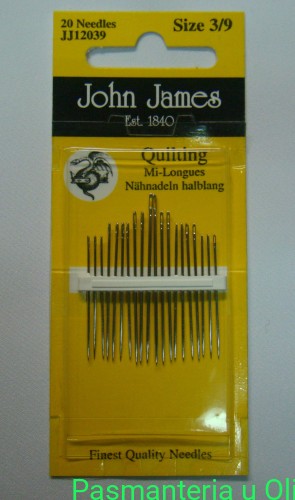 20 Needles Size 3/9
JJ12039
John James
Est. 1840
Quilting
Mi-Longues
Nähnadeln halblang
Finest Quality Needles
Pasmanteria u Oli